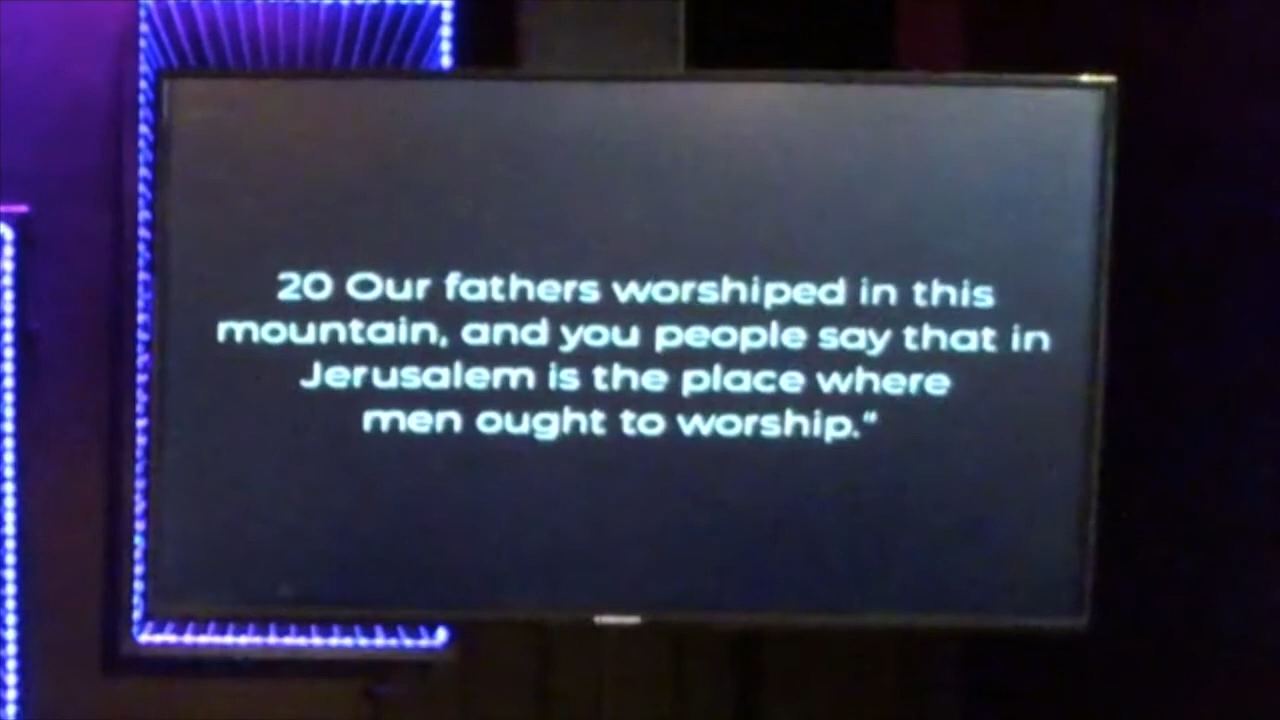 20 Our fathers worshiped in this
mountain, and you people say that in
Jerusalem is the place where
men ought to worship.“